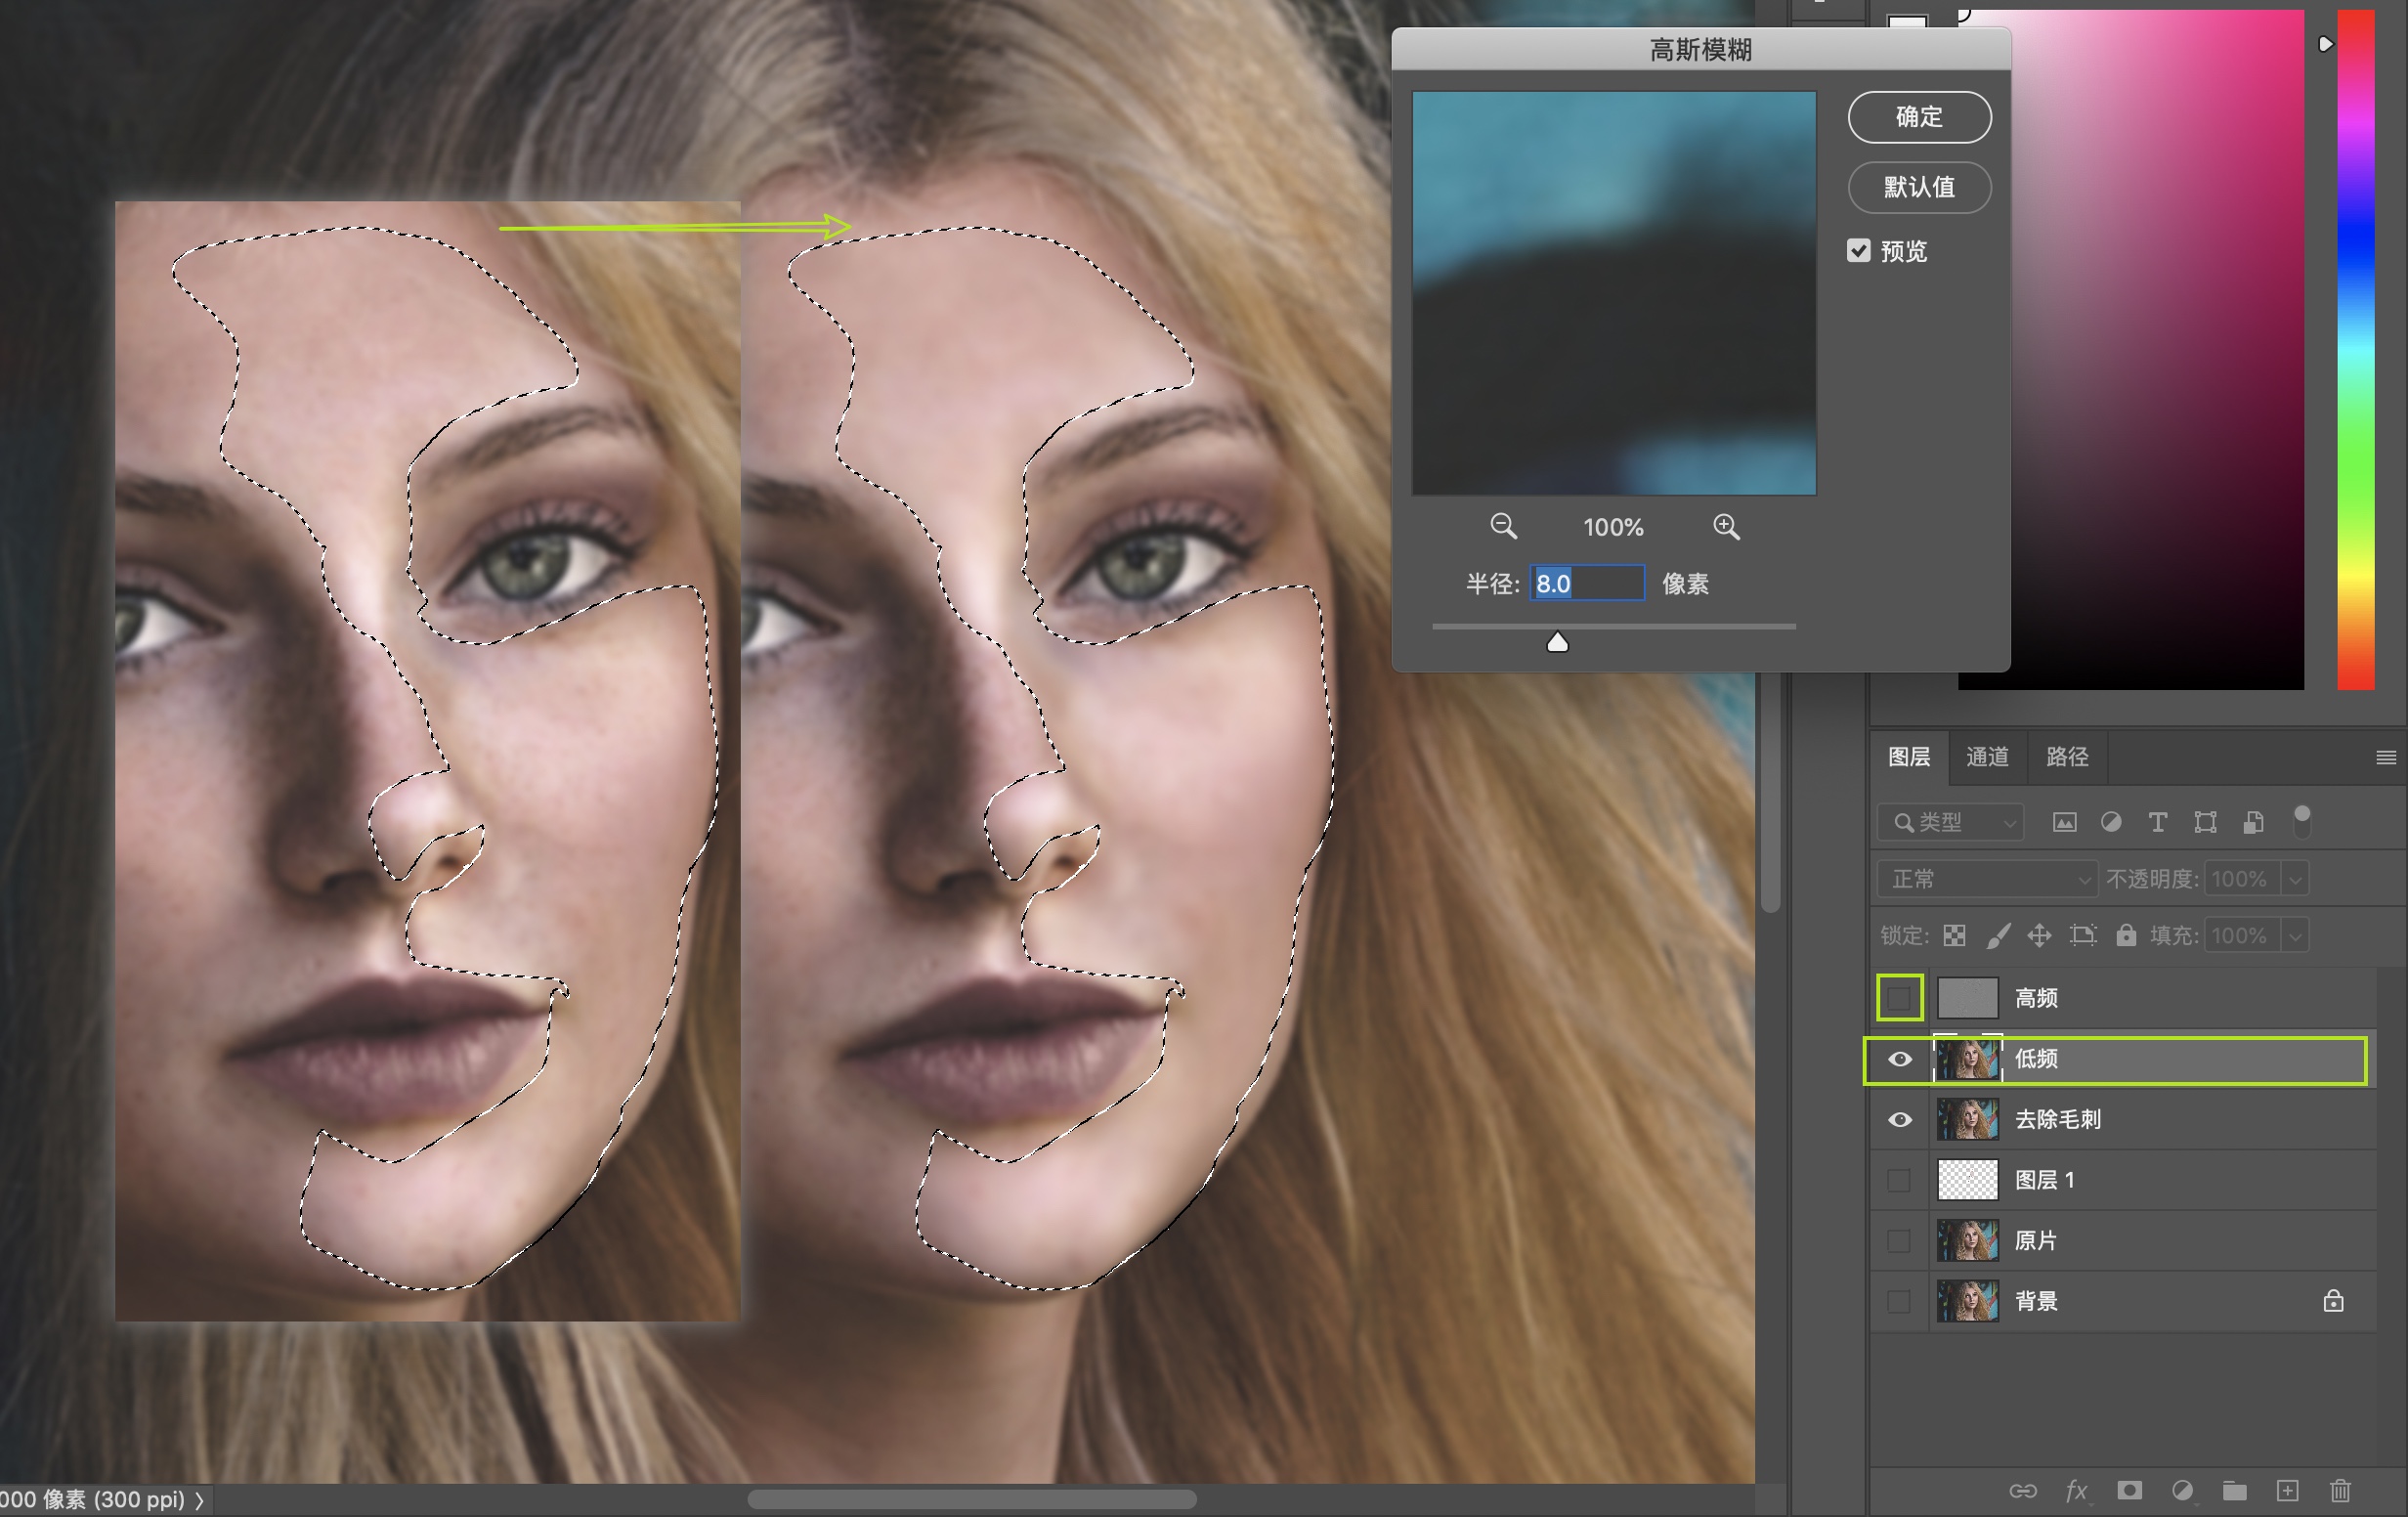 高斯模糊
确定
默认值
预览
100%
半径: 8.0 像素
图层 通道 路径
类型
正常 不透明度: 100%
锁定: 填充: 100%
高频
低频
去除毛刺
图层 1
原片
背景
000 像素 (300 ppi)
fx